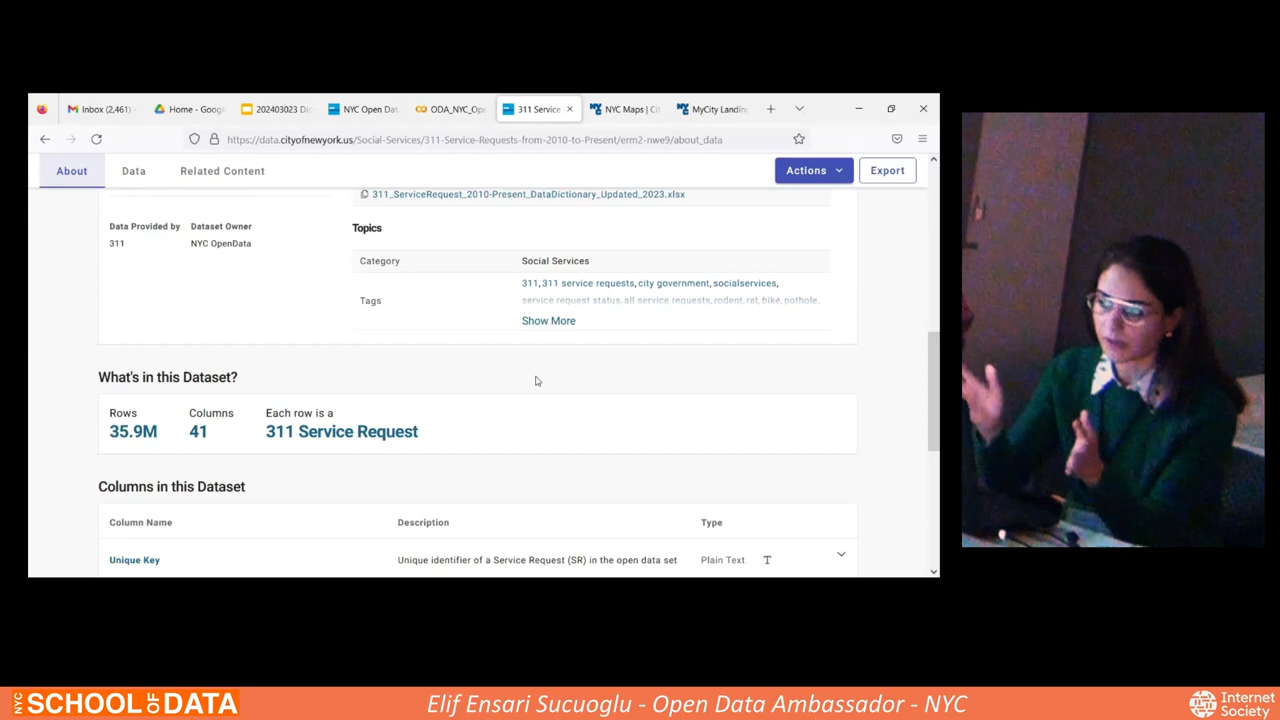 Inbox (2,461)
Home - Goog
202403023 Di
NYC Open Dat
ODA_NYC_Ope
311 Service
NYC Maps | Ci
MyCity Landin
https://data.cityofnewyork.us/Social-Services/311-Service-Requests-from-2010-to-Present/erm2-nwe9/about_data
About
Data
Related Content
Actions
Export
311_ServiceRequest_2010-Present_DataDictionary_Updated_2023.xlsx
Data Provided by
Dataset Owner
311
NYC OpenData
Topics
Category
Social Services
Tags
311, 311 service requests, city government, socialservices,
service request status, all service requests, rodent, rat, bike, pothole,
Show More
What's in this Dataset?
Rows
Columns
Each row is a
35.9M
41
311 Service Request
Columns in this Dataset
Column Name
Description
Type
Unique Key
Unique identifier of a Service Request (SR) in the open data set
Plain Text
T
NYC SCHOOL OF DATA
Elif Ensari Sucuoglu - Open Data Ambassador - NYC
Internet
Society